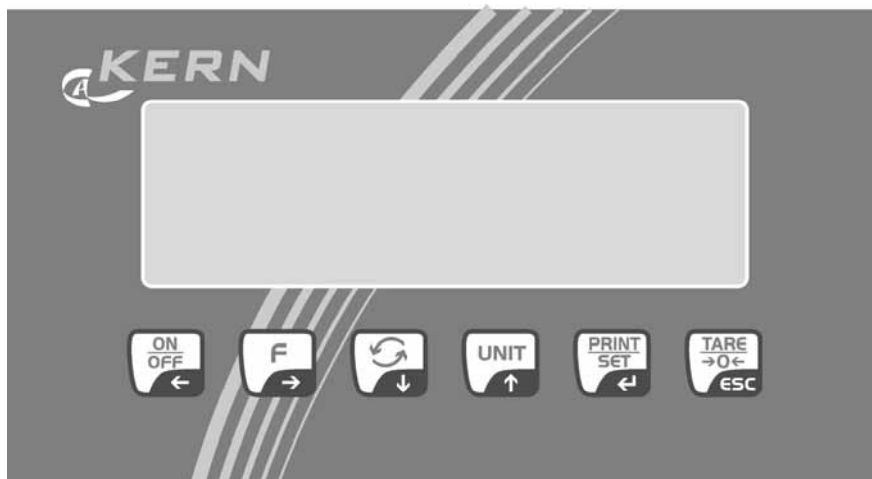 KERN
ON
OFF
←
F
→
↓
UNIT
↑
PRINT
SET
↵
TARE
→0←
ESC